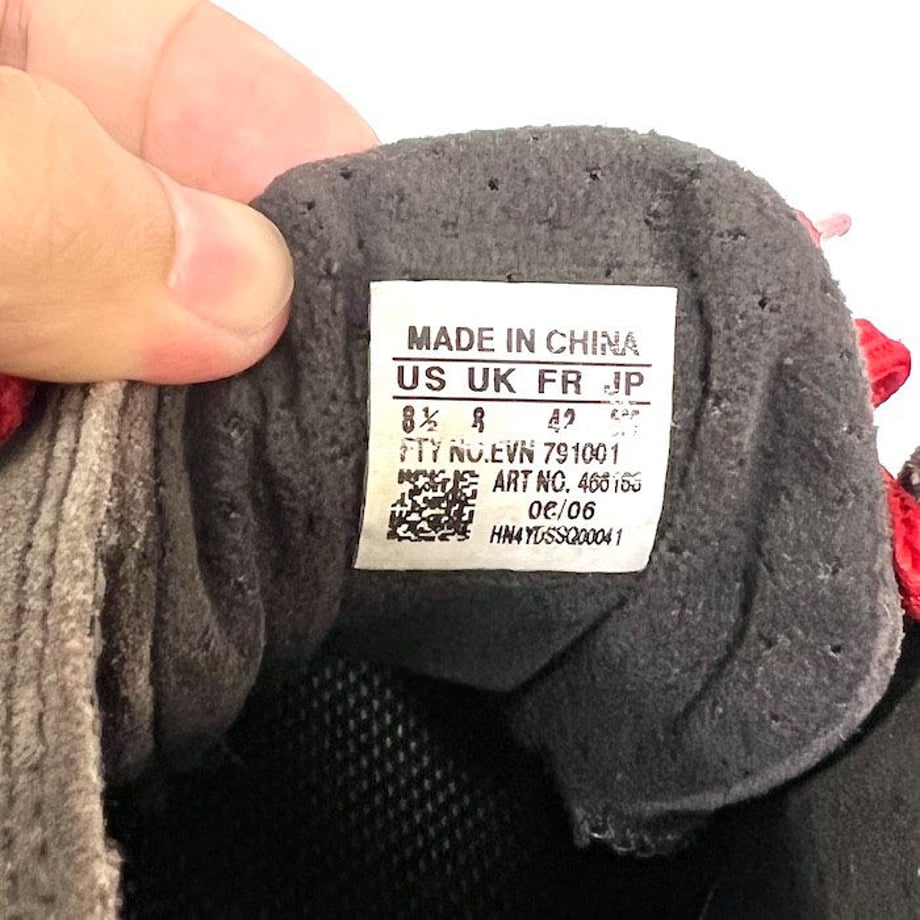 MADE IN CHINA
US UK FR JP
8½ 8 42
FTY NO.EVN 791001
ART NO.
06/06
HN4YDSSQ00041